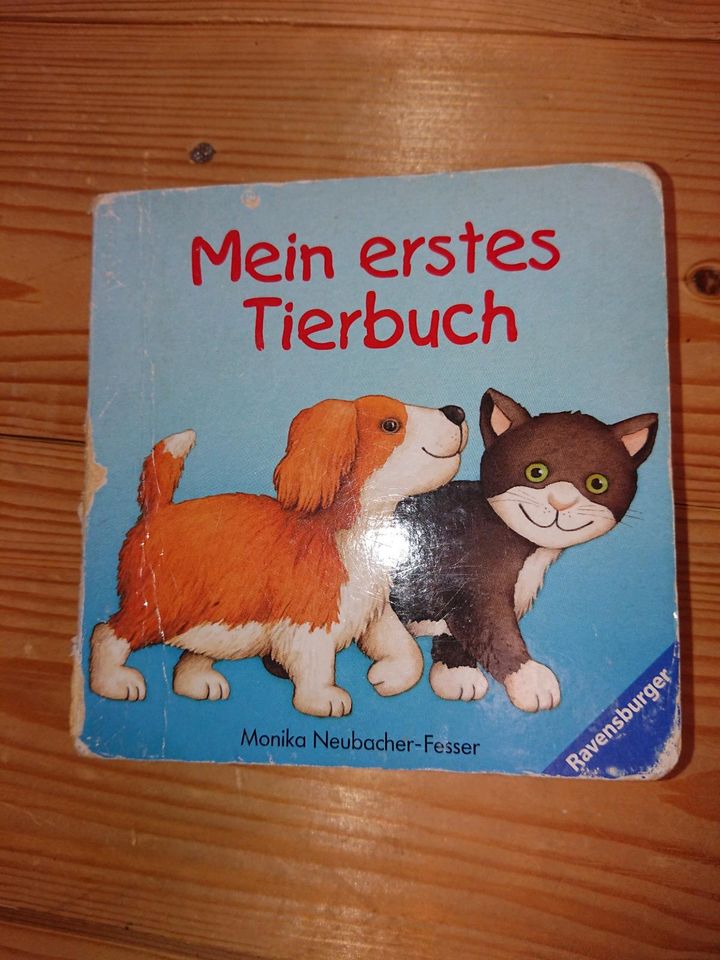 Mein erstes
Tierbuch
Monika Neubacher-Fesser
Ravensburger